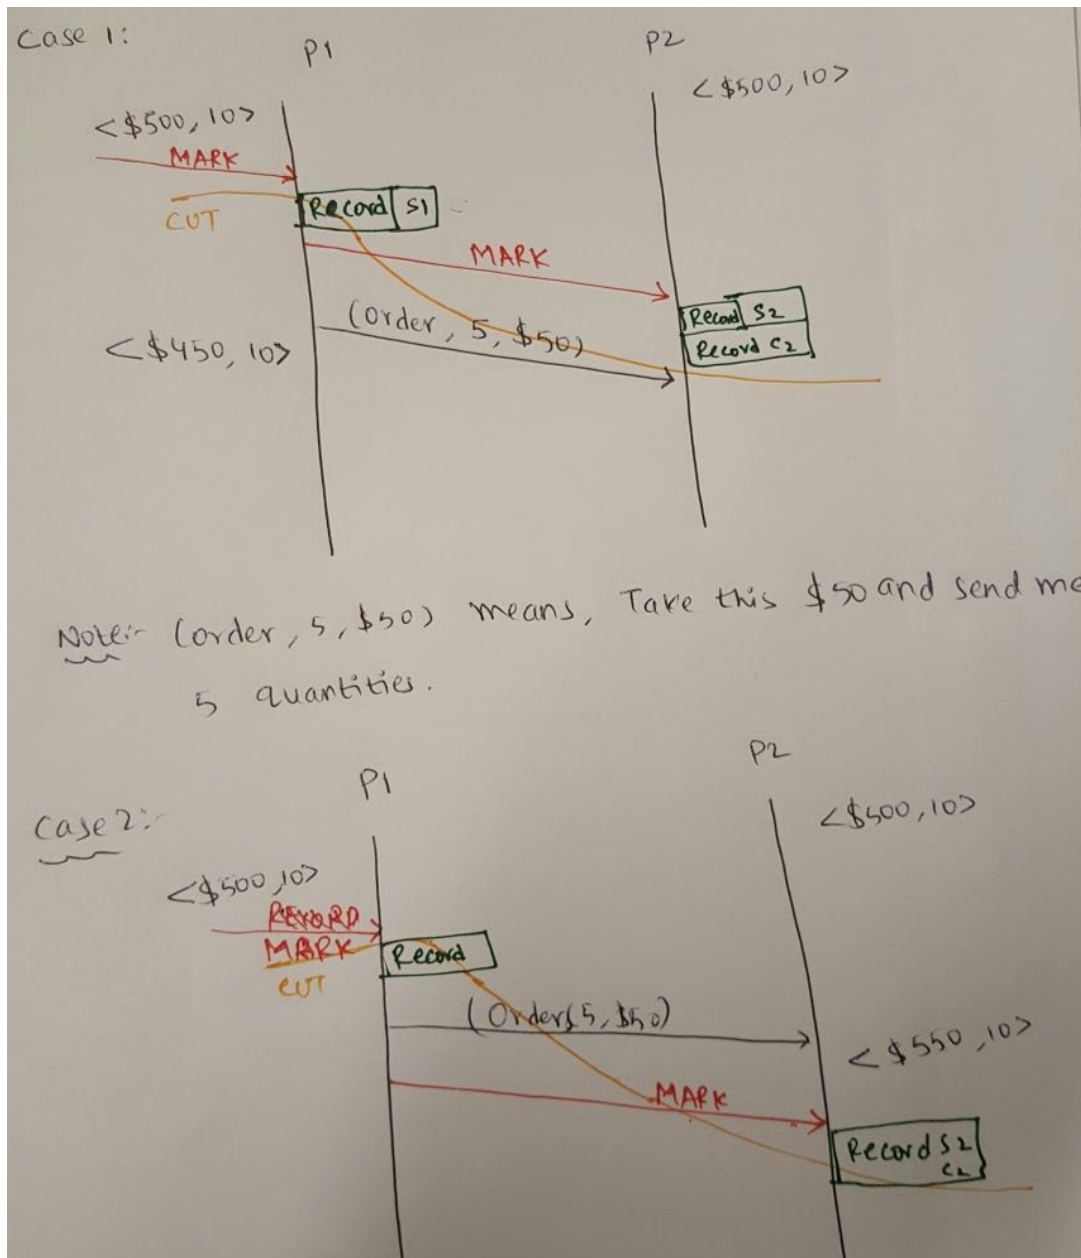 Case 1:
P1
P2
<$500, 10>
<$500, 10>
MARK
CUT
Record S1
MARK
Record S2
Record C2
(order, 5, $50)
<$450, 10>
Note:- (order, 5, $50) means, Take this $50 and send me
5 quantities.
P1
P2
Case 2:-
<$500, 10>
<$500, 10>
MARK
CUT
Record
(Order, 5, $50)
<$550, 10>
MARK
Record S2
C2